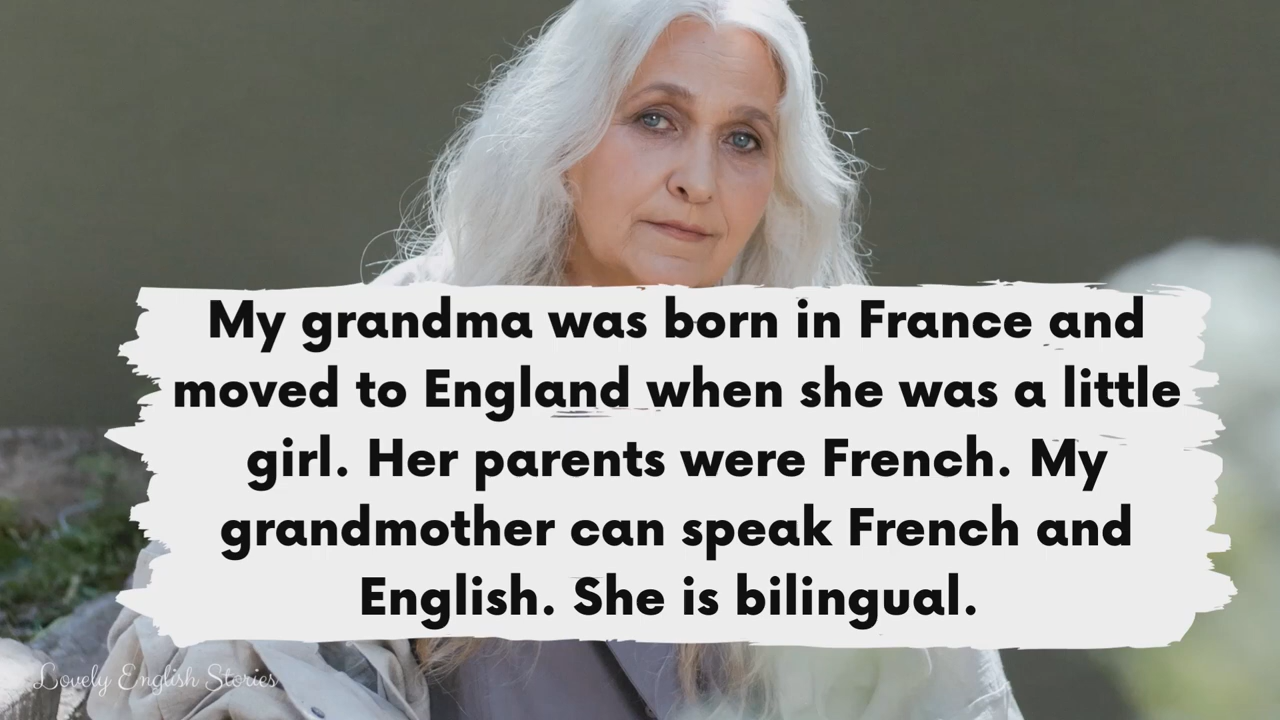 My grandma was born in France and
moved to England when she was a little
girl. Her parents were French. My
grandmother can speak French and
English. She is bilingual.
Lovely English Stories